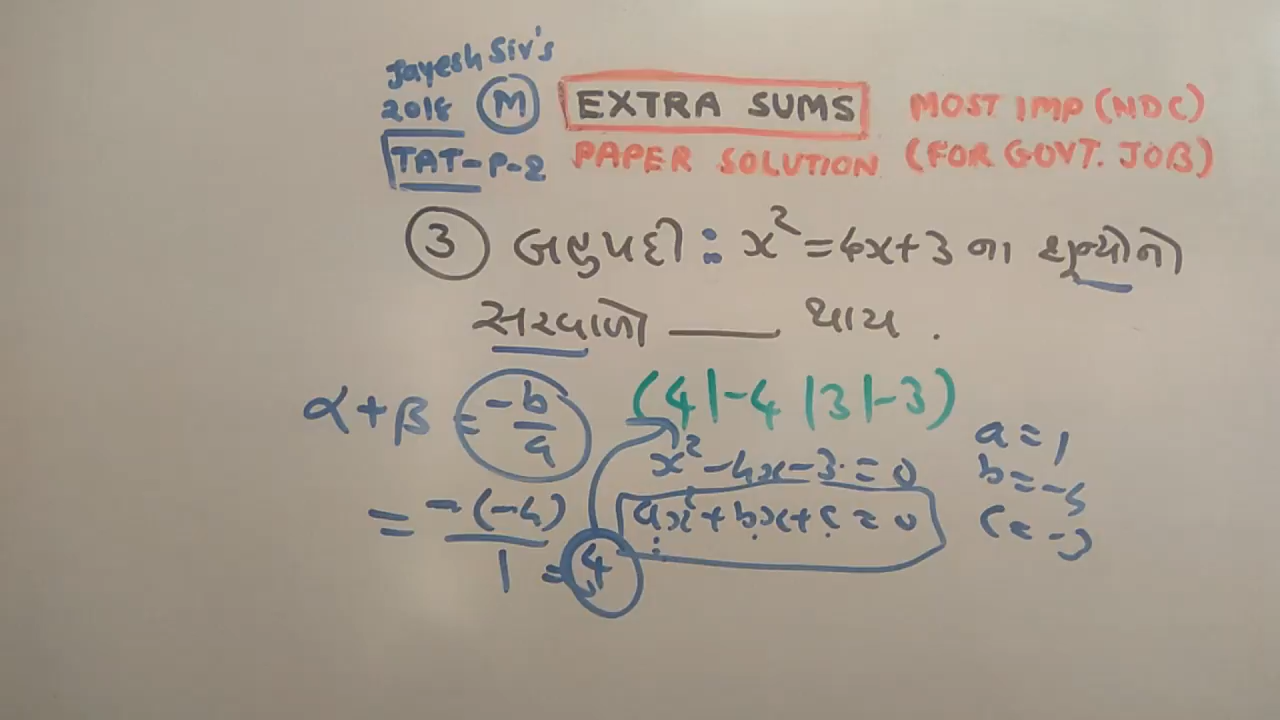 Jayesh Sir's
2018 M EXTRA SUMS MOST IMP (NDC)
TAT-P-2 PAPER SOLUTION (FOR GOVT. JOB)
3 બહુપદી : x² = 4x+3 ના શૂન્યોનો
સરવાળો ____ થાય .
(4|-4|3|-3)
α+β = -b/a
x² -4x-3 = 0
a = 1
b = -4
c = -3
ax² + bx + c = 0
= -(-4)/1 = 4